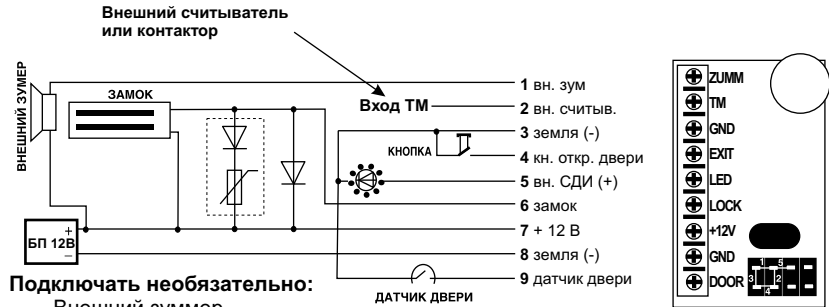 Внешний считыватель
или контактор
ВНЕШНИЙ ЗУМЕР
ЗАМОК
Вход ТМ
КНОПКА
БП 12В
+
–
ДАТЧИК ДВЕРИ
1 вн. зум
2 вн. считыв.
3 земля (-)
4 кн. откр. двери
5 вн. СДИ (+)
6 замок
7 + 12 В
8 земля (-)
9 датчик двери
ZUMM
TM
GND
EXIT
LED
LOCK
+12V
GND
DOOR
1 5
3 2
4
Подключать необязательно:
Внешний зуммер